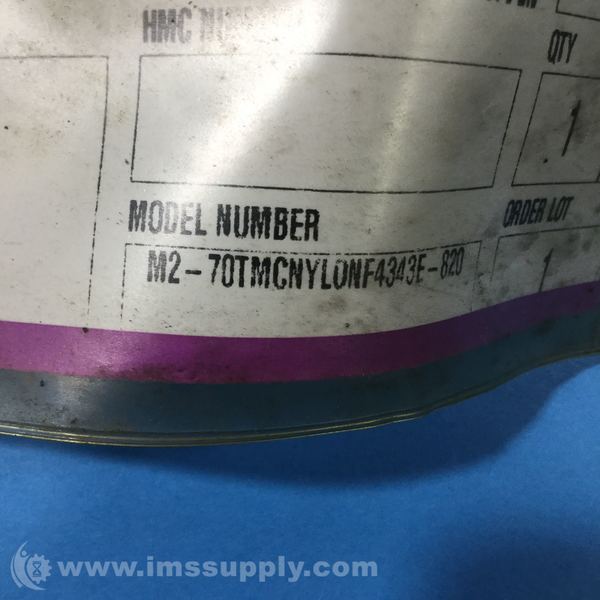 HMC
QTY
1
MODEL NUMBER
ORDER LOT
M2-70TMCNYLONF4343E-820
1
www.imssupply.com